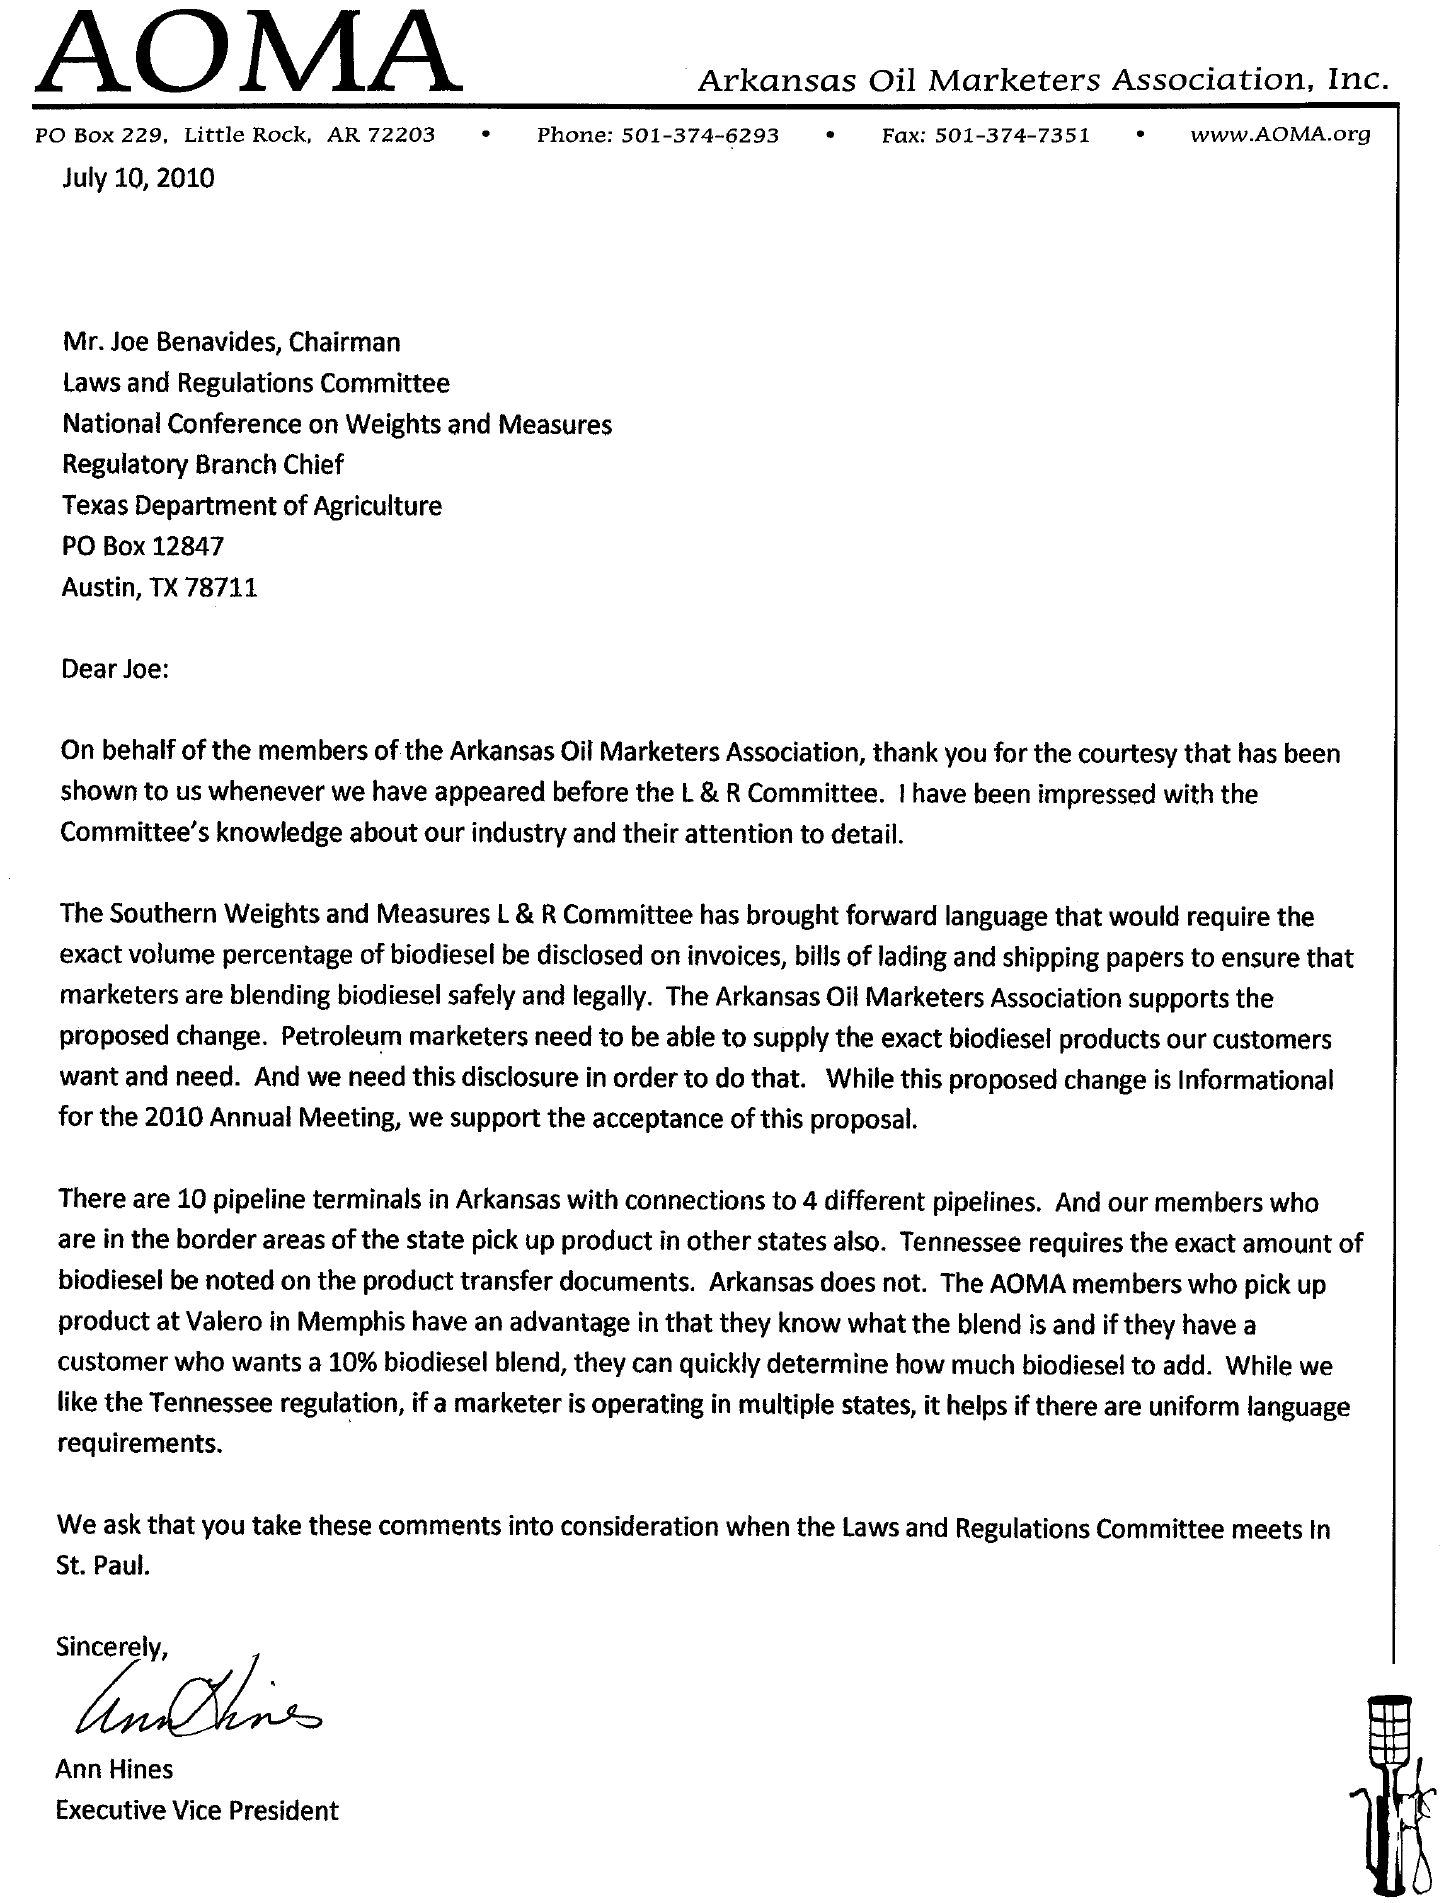 AOMA
Arkansas Oil Marketers Association, Inc.
PO Box 229, Little Rock, AR 72203 • Phone: 501-374-6293 • Fax: 501-374-7351 • www.AOMA.org
July 10, 2010
Mr. Joe Benavides, Chairman
Laws and Regulations Committee
National Conference on Weights and Measures
Regulatory Branch Chief
Texas Department of Agriculture
PO Box 12847
Austin, TX 78711
Dear Joe:
On behalf of the members of the Arkansas Oil Marketers Association, thank you for the courtesy that has been
shown to us whenever we have appeared before the L & R Committee.  I have been impressed with the
Committee's knowledge about our industry and their attention to detail.
The Southern Weights and Measures L & R Committee has brought forward language that would require the
exact volume percentage of biodiesel be disclosed on invoices, bills of lading and shipping papers to ensure that
marketers are blending biodiesel safely and legally.  The Arkansas Oil Marketers Association supports the
proposed change.  Petroleum marketers need to be able to supply the exact biodiesel products our customers
want and need.  And we need this disclosure in order to do that.   While this proposed change is Informational
for the 2010 Annual Meeting, we support the acceptance of this proposal.
There are 10 pipeline terminals in Arkansas with connections to 4 different pipelines.  And our members who
are in the border areas of the state pick up product in other states also.  Tennessee requires the exact amount of
biodiesel be noted on the product transfer documents.  Arkansas does not.  The AOMA members who pick up
product at Valero in Memphis have an advantage in that they know what the blend is and if they have a
customer who wants a 10% biodiesel blend, they can quickly determine how much biodiesel to add.  While we
like the Tennessee regulation, if a marketer is operating in multiple states, it helps if there are uniform language
requirements.
We ask that you take these comments into consideration when the Laws and Regulations Committee meets In
St. Paul.
Sincerely,
Ann Hines
Ann Hines
Executive Vice President